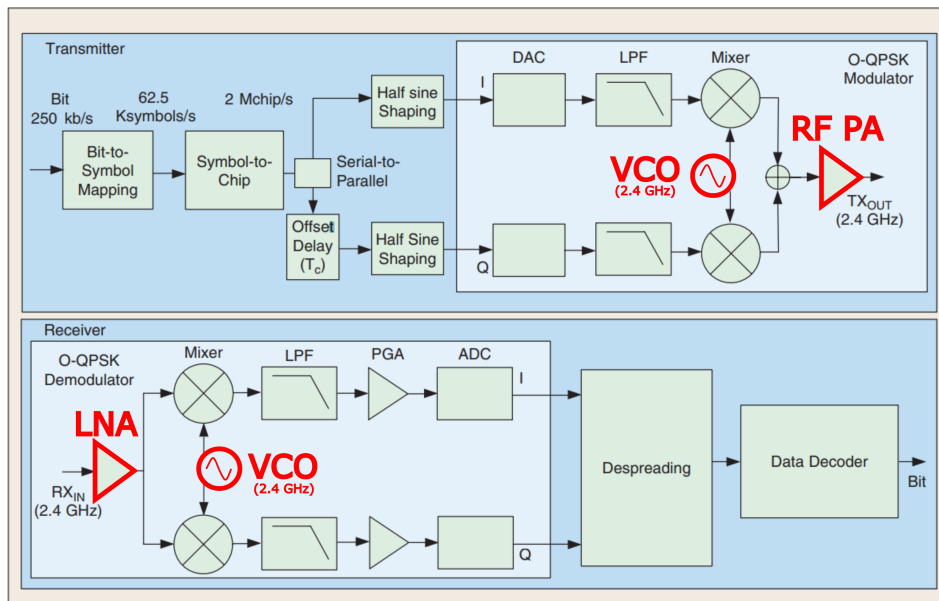 Transmitter
Bit
250 kb/s
62.5
Ksymbols/s
2 Mchip/s
Bit-to-
Symbol
Mapping
Symbol-to-
Chip
Serial-to-
Parallel
Half sine
Shaping
Offset
Delay
(Tc)
Half Sine
Shaping
I
Q
DAC
LPF
Mixer
O-QPSK
Modulator
VCO
(2.4 GHz)
RF PA
TXOUT
(2.4 GHz)
Receiver
O-QPSK
Demodulator
Mixer
LPF
PGA
ADC
LNA
RXIN
(2.4 GHz)
VCO
(2.4 GHz)
I
Q
Despreading
Data Decoder
Bit